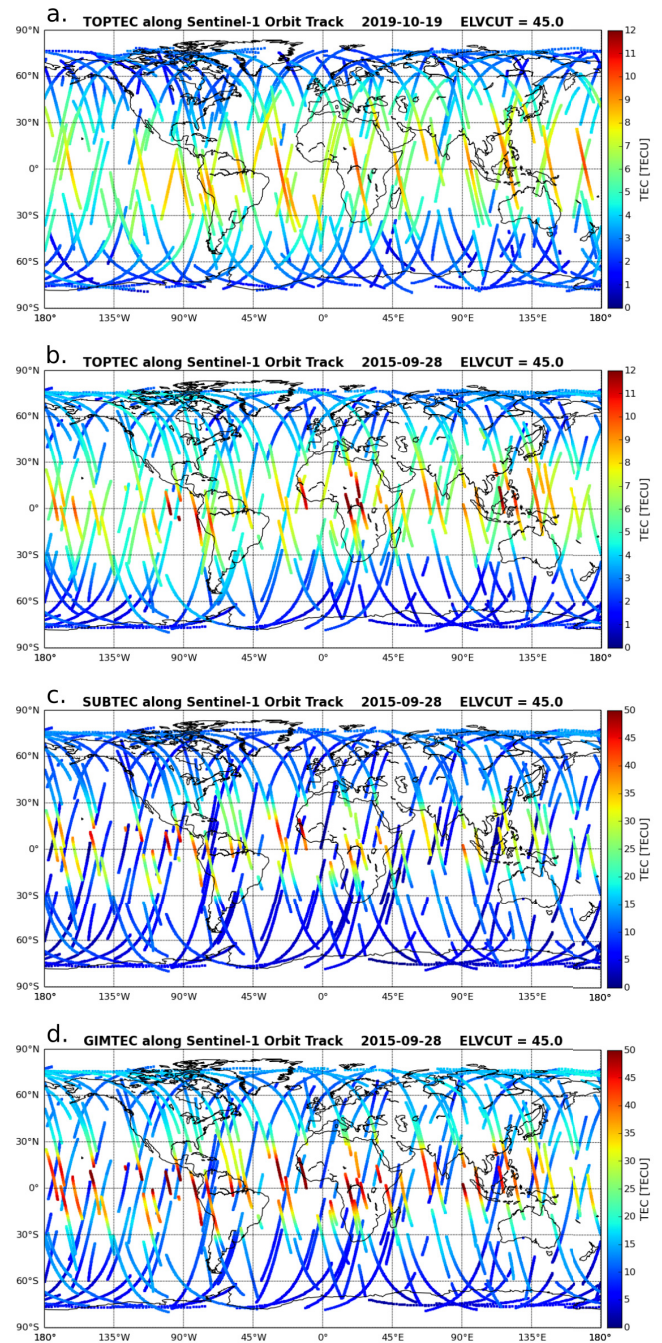 a.
TOPTEC along Sentinel-1 Orbit Track 2019-10-19 ELVCUT = 45.0
90°N
60°N
30°N
0°
30°S
60°S
90°S
180° 135°W 90°W 45°W 0° 45°E 90°E 135°E 180°
12
11
10
9
8
7
6
5
4
3
2
1
0
TEC [TECU]
b.
TOPTEC along Sentinel-1 Orbit Track 2015-09-28 ELVCUT = 45.0
90°N
60°N
30°N
0°
30°S
60°S
90°S
180° 135°W 90°W 45°W 0° 45°E 90°E 135°E 180°
12
11
10
9
8
7
6
5
4
3
2
1
0
TEC [TECU]
c.
SUBTEC along Sentinel-1 Orbit Track 2015-09-28 ELVCUT = 45.0
90°N
60°N
30°N
0°
30°S
60°S
90°S
180° 135°W 90°W 45°W 0° 45°E 90°E 135°E 180°
50
45
40
35
30
25
20
15
10
5
0
TEC [TECU]
d.
GIMTEC along Sentinel-1 Orbit Track 2015-09-28 ELVCUT = 45.0
90°N
60°N
30°N
0°
30°S
60°S
90°S
180° 135°W 90°W 45°W 0° 45°E 90°E 135°E 180°
50
45
40
35
30
25
20
15
10
5
0
TEC [TECU]